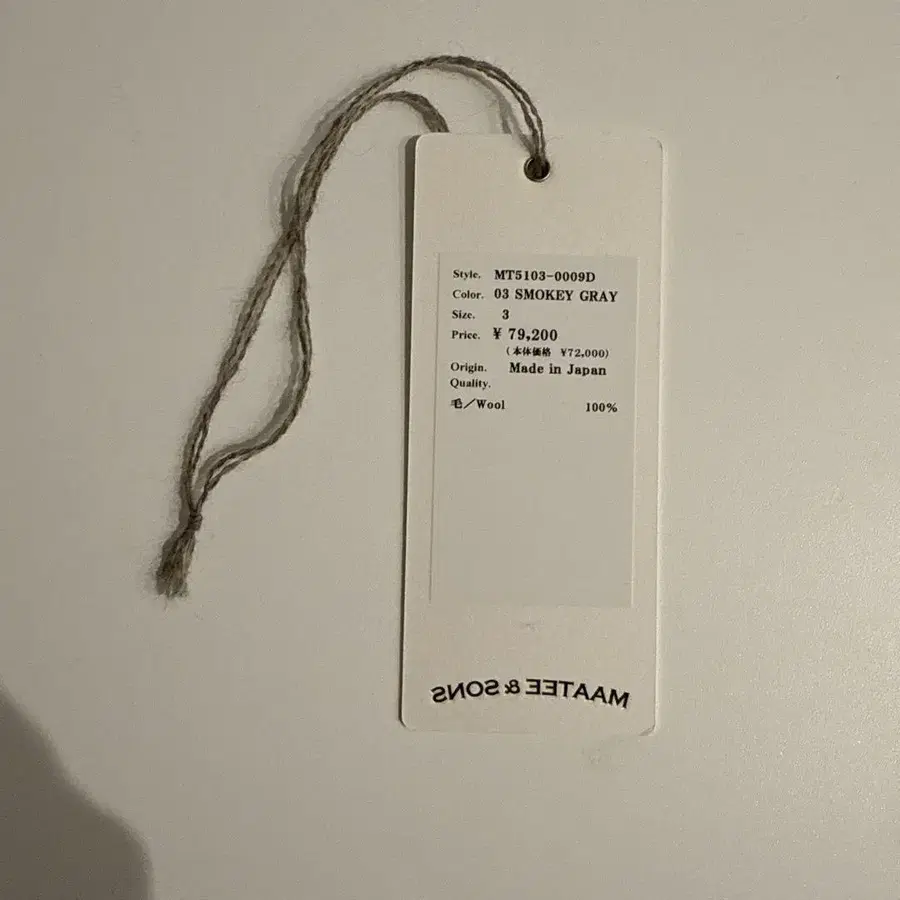 Style. MT5103-0009D
Color. 03 SMOKEY GRAY
Size. 3
Price. ¥ 79,200
(本体価格 ¥72,000)
Origin. Made in Japan
Quality.
毛/Wool 100%
MAATEE & SONS